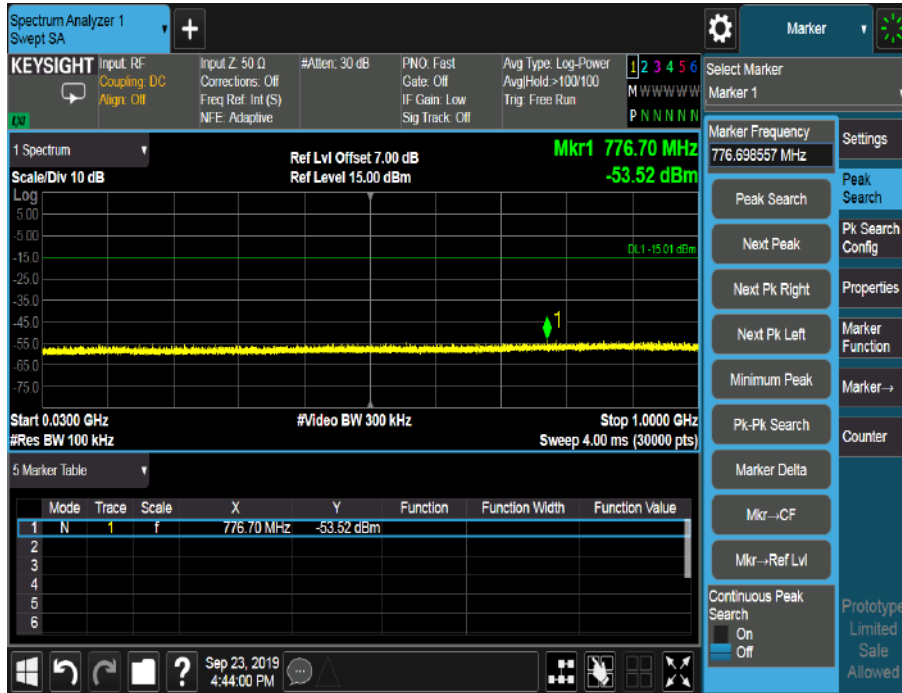 Spectrum Analyzer 1
Swept SA
+
Marker
KEYSIGHT
LXI
Input: RF
Coupling: DC
Align: Off
Input Z: 50 Ω
Corrections: Off
Freq Ref: Int (S)
NFE: Adaptive
#Atten: 30 dB
PNO: Fast
Gate: Off
IF Gain: Low
Sig Track: Off
Avg Type: Log-Power
Avg|Hold:>100/100
Trig: Free Run
1 2 3 4 5 6
M W W W W W
P N N N N N
Select Marker
Marker 1
1 Spectrum
Scale/Div 10 dB
Ref Lvl Offset 7.00 dB
Ref Level 15.00 dBm
Mkr1 776.70 MHz
-53.52 dBm
Log
5.00
-5.00
-15.0
-25.0
-35.0
-45.0
-55.0
-65.0
-75.0
DL1 -15.01 dBm
1
Start 0.0300 GHz
#Res BW 100 kHz
#Video BW 300 kHz
Stop 1.0000 GHz
Sweep 4.00 ms (30000 pts)
5 Marker Table
Mode Trace Scale X Y Function Function Width Function Value
1 N 1 f 776.70 MHz -53.52 dBm
2
3
4
5
6
Marker Frequency
776.698557 MHz
Peak Search
Next Peak
Next Pk Right
Next Pk Left
Minimum Peak
Pk-Pk Search
Marker Delta
Mkr→CF
Mkr→Ref Lvl
Continuous Peak
Search
On
Off
Settings
Peak
Search
Pk Search
Config
Properties
Marker
Function
Marker→
Counter
Prototype
Limited
Sale
Allowed
?
Sep 23, 2019
4:44:00 PM